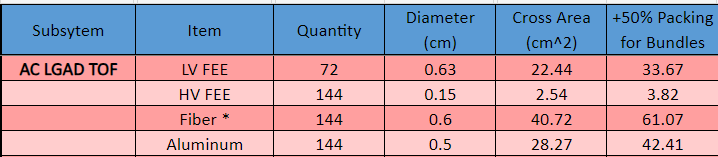 Subsytem Item Quantity Diameter (cm) Cross Area (cm^2) +50% Packing for Bundles
AC LGAD TOF LV FEE 72 0.63 22.44 33.67
HV FEE 144 0.15 2.54 3.82
Fiber * 144 0.6 40.72 61.07
Aluminum 144 0.5 28.27 42.41